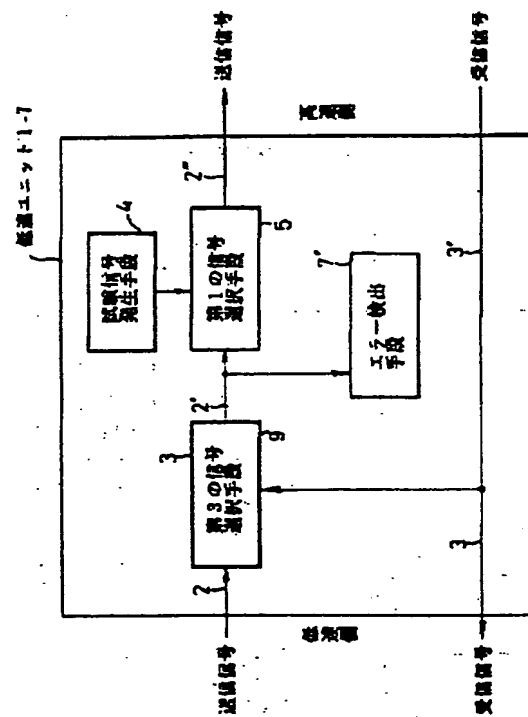 低速ユニット1-7
試験信号
発生手段
4
送信信号
2
3
第3の信号
選択手段
9
2'
第1の信号
選択手段
5
2"
送信信号
低速側
高速側
エラー検出
手段
7'
受信信号
3
3'
受信信号